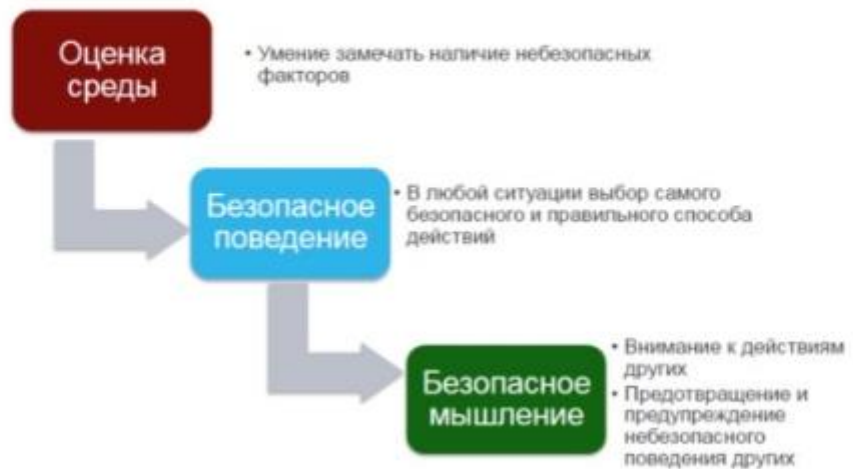 Оценка
среды
• Умение замечать наличие небезопасных
факторов
Безопасное
поведение
• В любой ситуации выбор самого
безопасного и правильного способа
действий
Безопасное
мышление
• Внимание к действиям
других
• Предотвращение и
предупреждение
небезопасного
поведения других